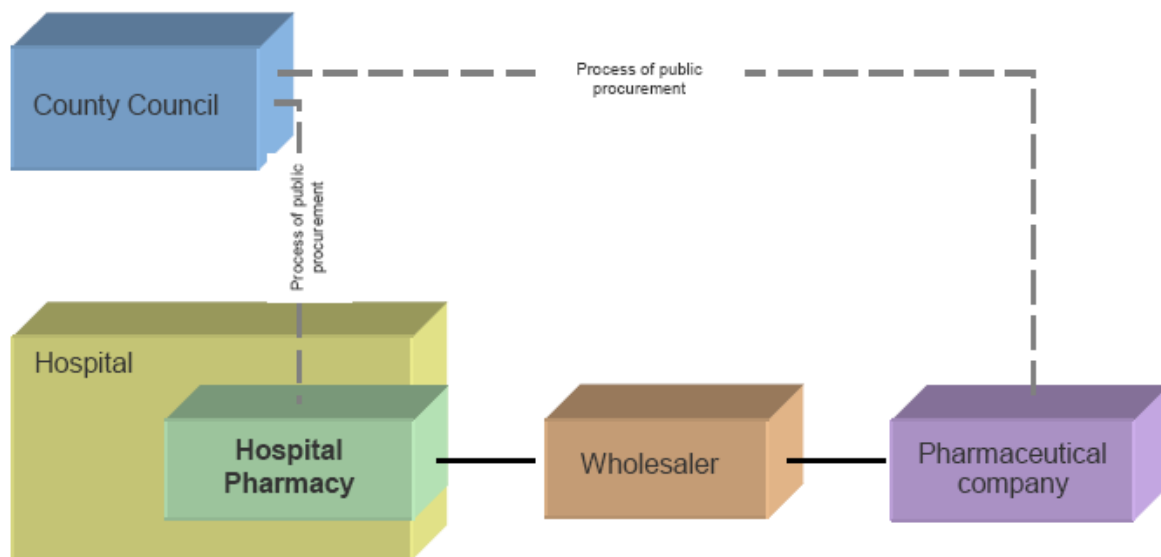 County Council
Process of public
procurement
Process of public
procurement
Hospital
Hospital
Pharmacy
Wholesaler
Pharmaceutical
company